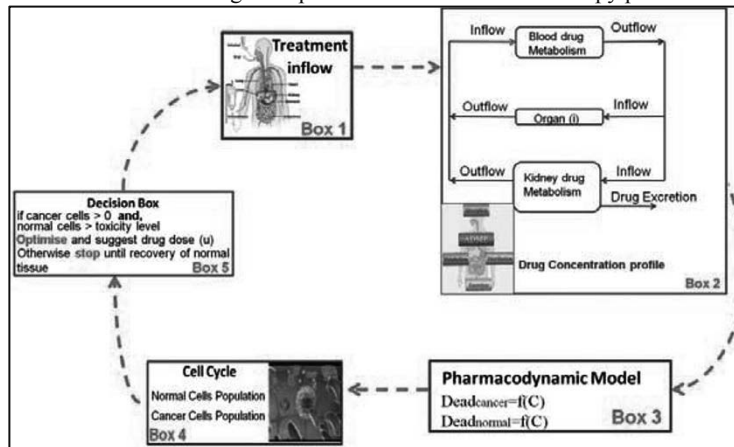 Treatment
inflow
Box 1
Inflow
Blood drug
Metabolism
Outflow
Outflow
Organ (i)
Inflow
Outflow
Kidney drug
Metabolism
Inflow
Drug Excretion
Drug Concentration profile
Box 2
Pharmacodynamic Model
Deadcancer=f(C)
Deadnormal=f(C)
Box 3
Cell Cycle
Normal Cells Population
Cancer Cells Population
Box 4
Decision Box
if cancer cells > 0 and,
normal cells > toxicity level
Optimise and suggest drug dose (u)
Otherwise stop until recovery of normal
tissue
Box 5